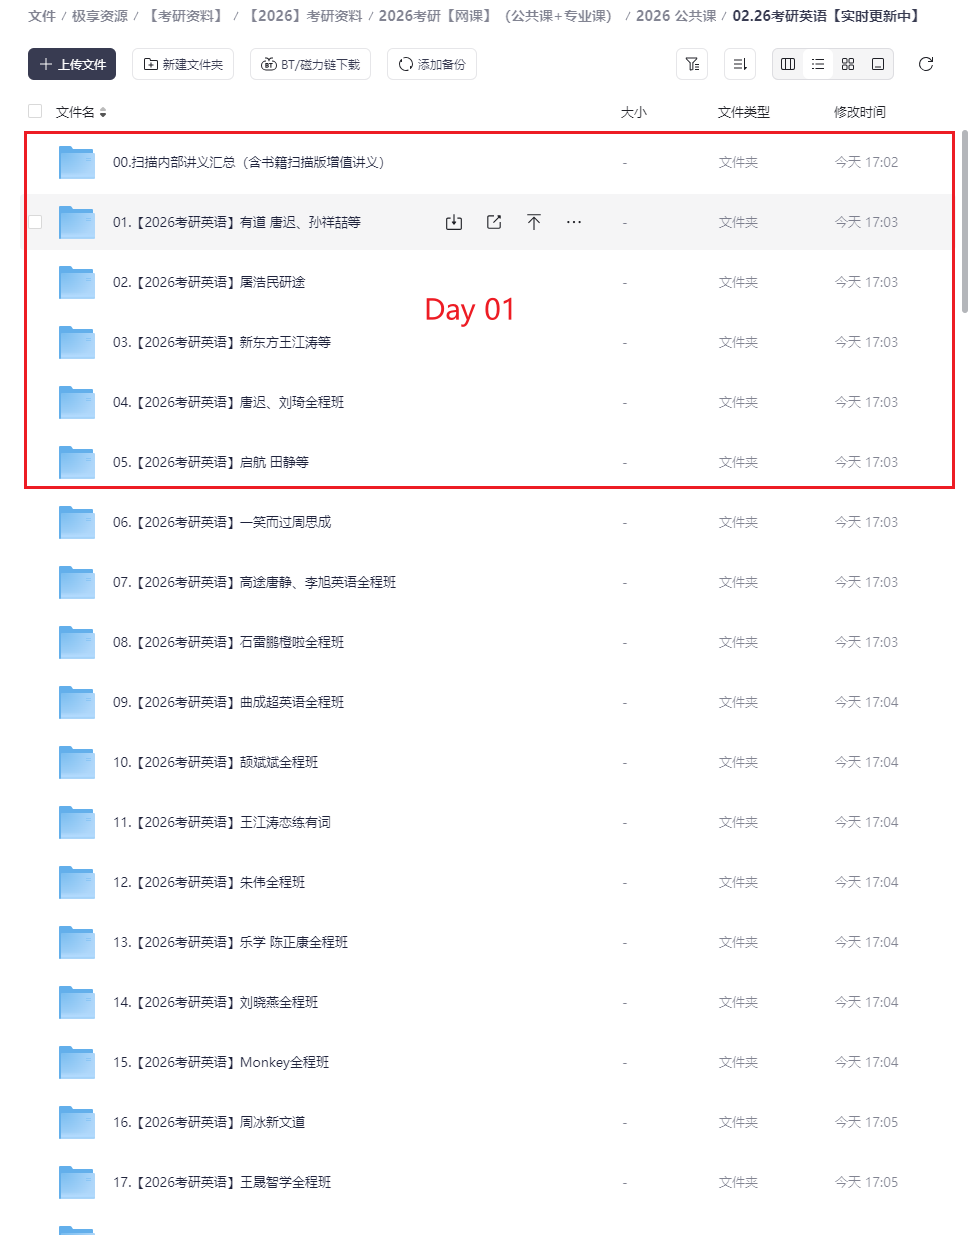 文件 / 极享资源 / 【考研资料】 / 【2026】考研资料 / 2026考研【网课】（公共课+专业课） / 2026 公共课 / 02.26考研英语【实时更新中】
上传文件 新建文件夹 BT/磁力链下载 添加备份
文件名 大小 文件类型 修改时间
00.扫描内部讲义汇总（含书籍扫描版增值讲义） - 文件夹 今天 17:02
01.【2026考研英语】有道 唐迟、孙祥喆等 - 文件夹 今天 17:03
02.【2026考研英语】屠浩民研途 - 文件夹 今天 17:03
Day 01
03.【2026考研英语】新东方王江涛等 - 文件夹 今天 17:03
04.【2026考研英语】唐迟、刘琦全程班 - 文件夹 今天 17:03
05.【2026考研英语】启航 田静等 - 文件夹 今天 17:03
06.【2026考研英语】一笑而过周思成 - 文件夹 今天 17:03
07.【2026考研英语】高途唐静、李旭英语全程班 - 文件夹 今天 17:03
08.【2026考研英语】石雷鹏橙啦全程班 - 文件夹 今天 17:03
09.【2026考研英语】曲成超英语全程班 - 文件夹 今天 17:04
10.【2026考研英语】颉斌斌全程班 - 文件夹 今天 17:04
11.【2026考研英语】王江涛恋练有词 - 文件夹 今天 17:04
12.【2026考研英语】朱伟全程班 - 文件夹 今天 17:04
13.【2026考研英语】乐学 陈正康全程班 - 文件夹 今天 17:04
14.【2026考研英语】刘晓燕全程班 - 文件夹 今天 17:04
15.【2026考研英语】Monkey全程班 - 文件夹 今天 17:04
16.【2026考研英语】周冰新文道 - 文件夹 今天 17:05
17.【2026考研英语】王晟智学全程班 - 文件夹 今天 17:05